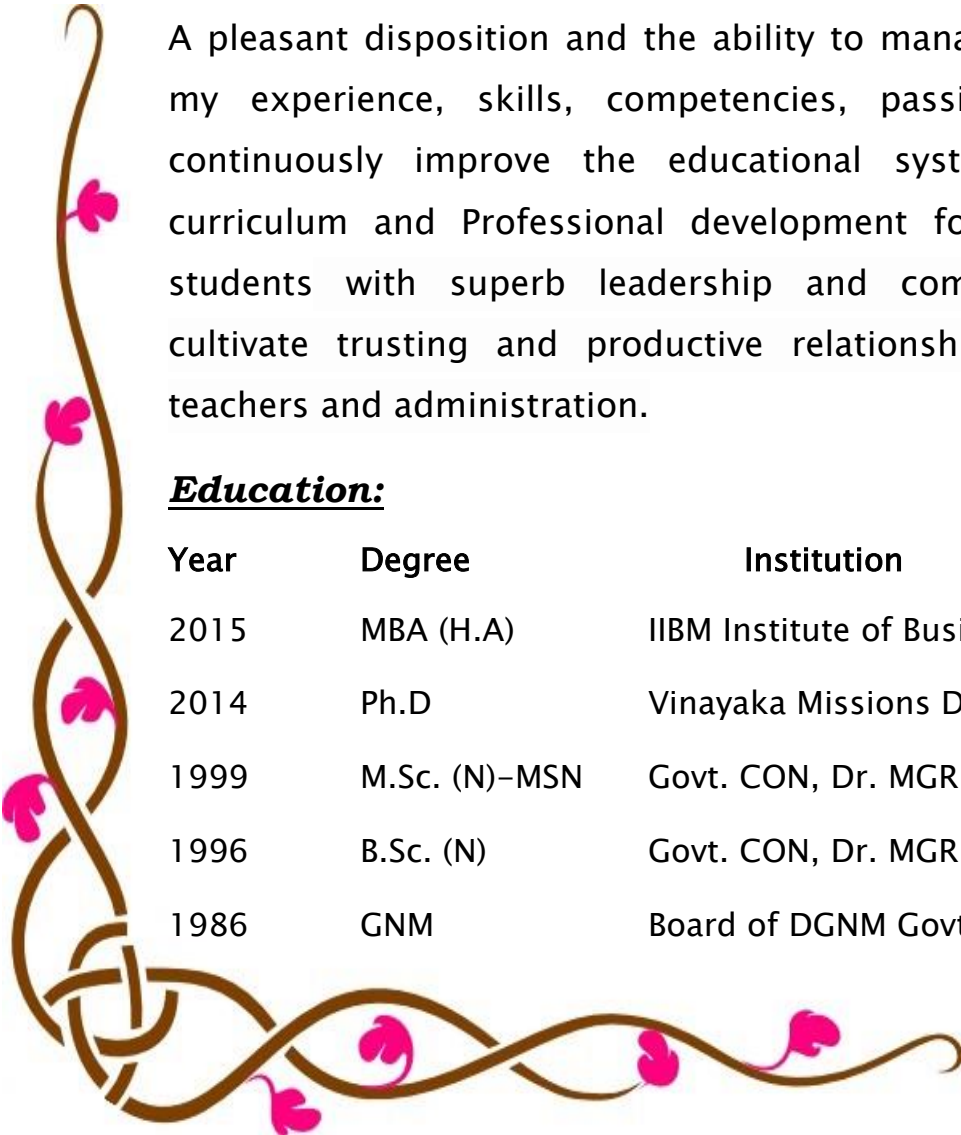 A pleasant disposition and the ability to mana
my experience, skills, competencies, passi
continuously improve the educational syst
curriculum and Professional development fo
students with superb leadership and com
cultivate trusting and productive relationsh
teachers and administration.
Education:
Year Degree Institution
2015 MBA (H.A) IIBM Institute of Busi
2014 Ph.D Vinayaka Missions D
1999 M.Sc. (N)-MSN Govt. CON, Dr. MGR
1996 B.Sc. (N) Govt. CON, Dr. MGR
1986 GNM Board of DGNM Govt